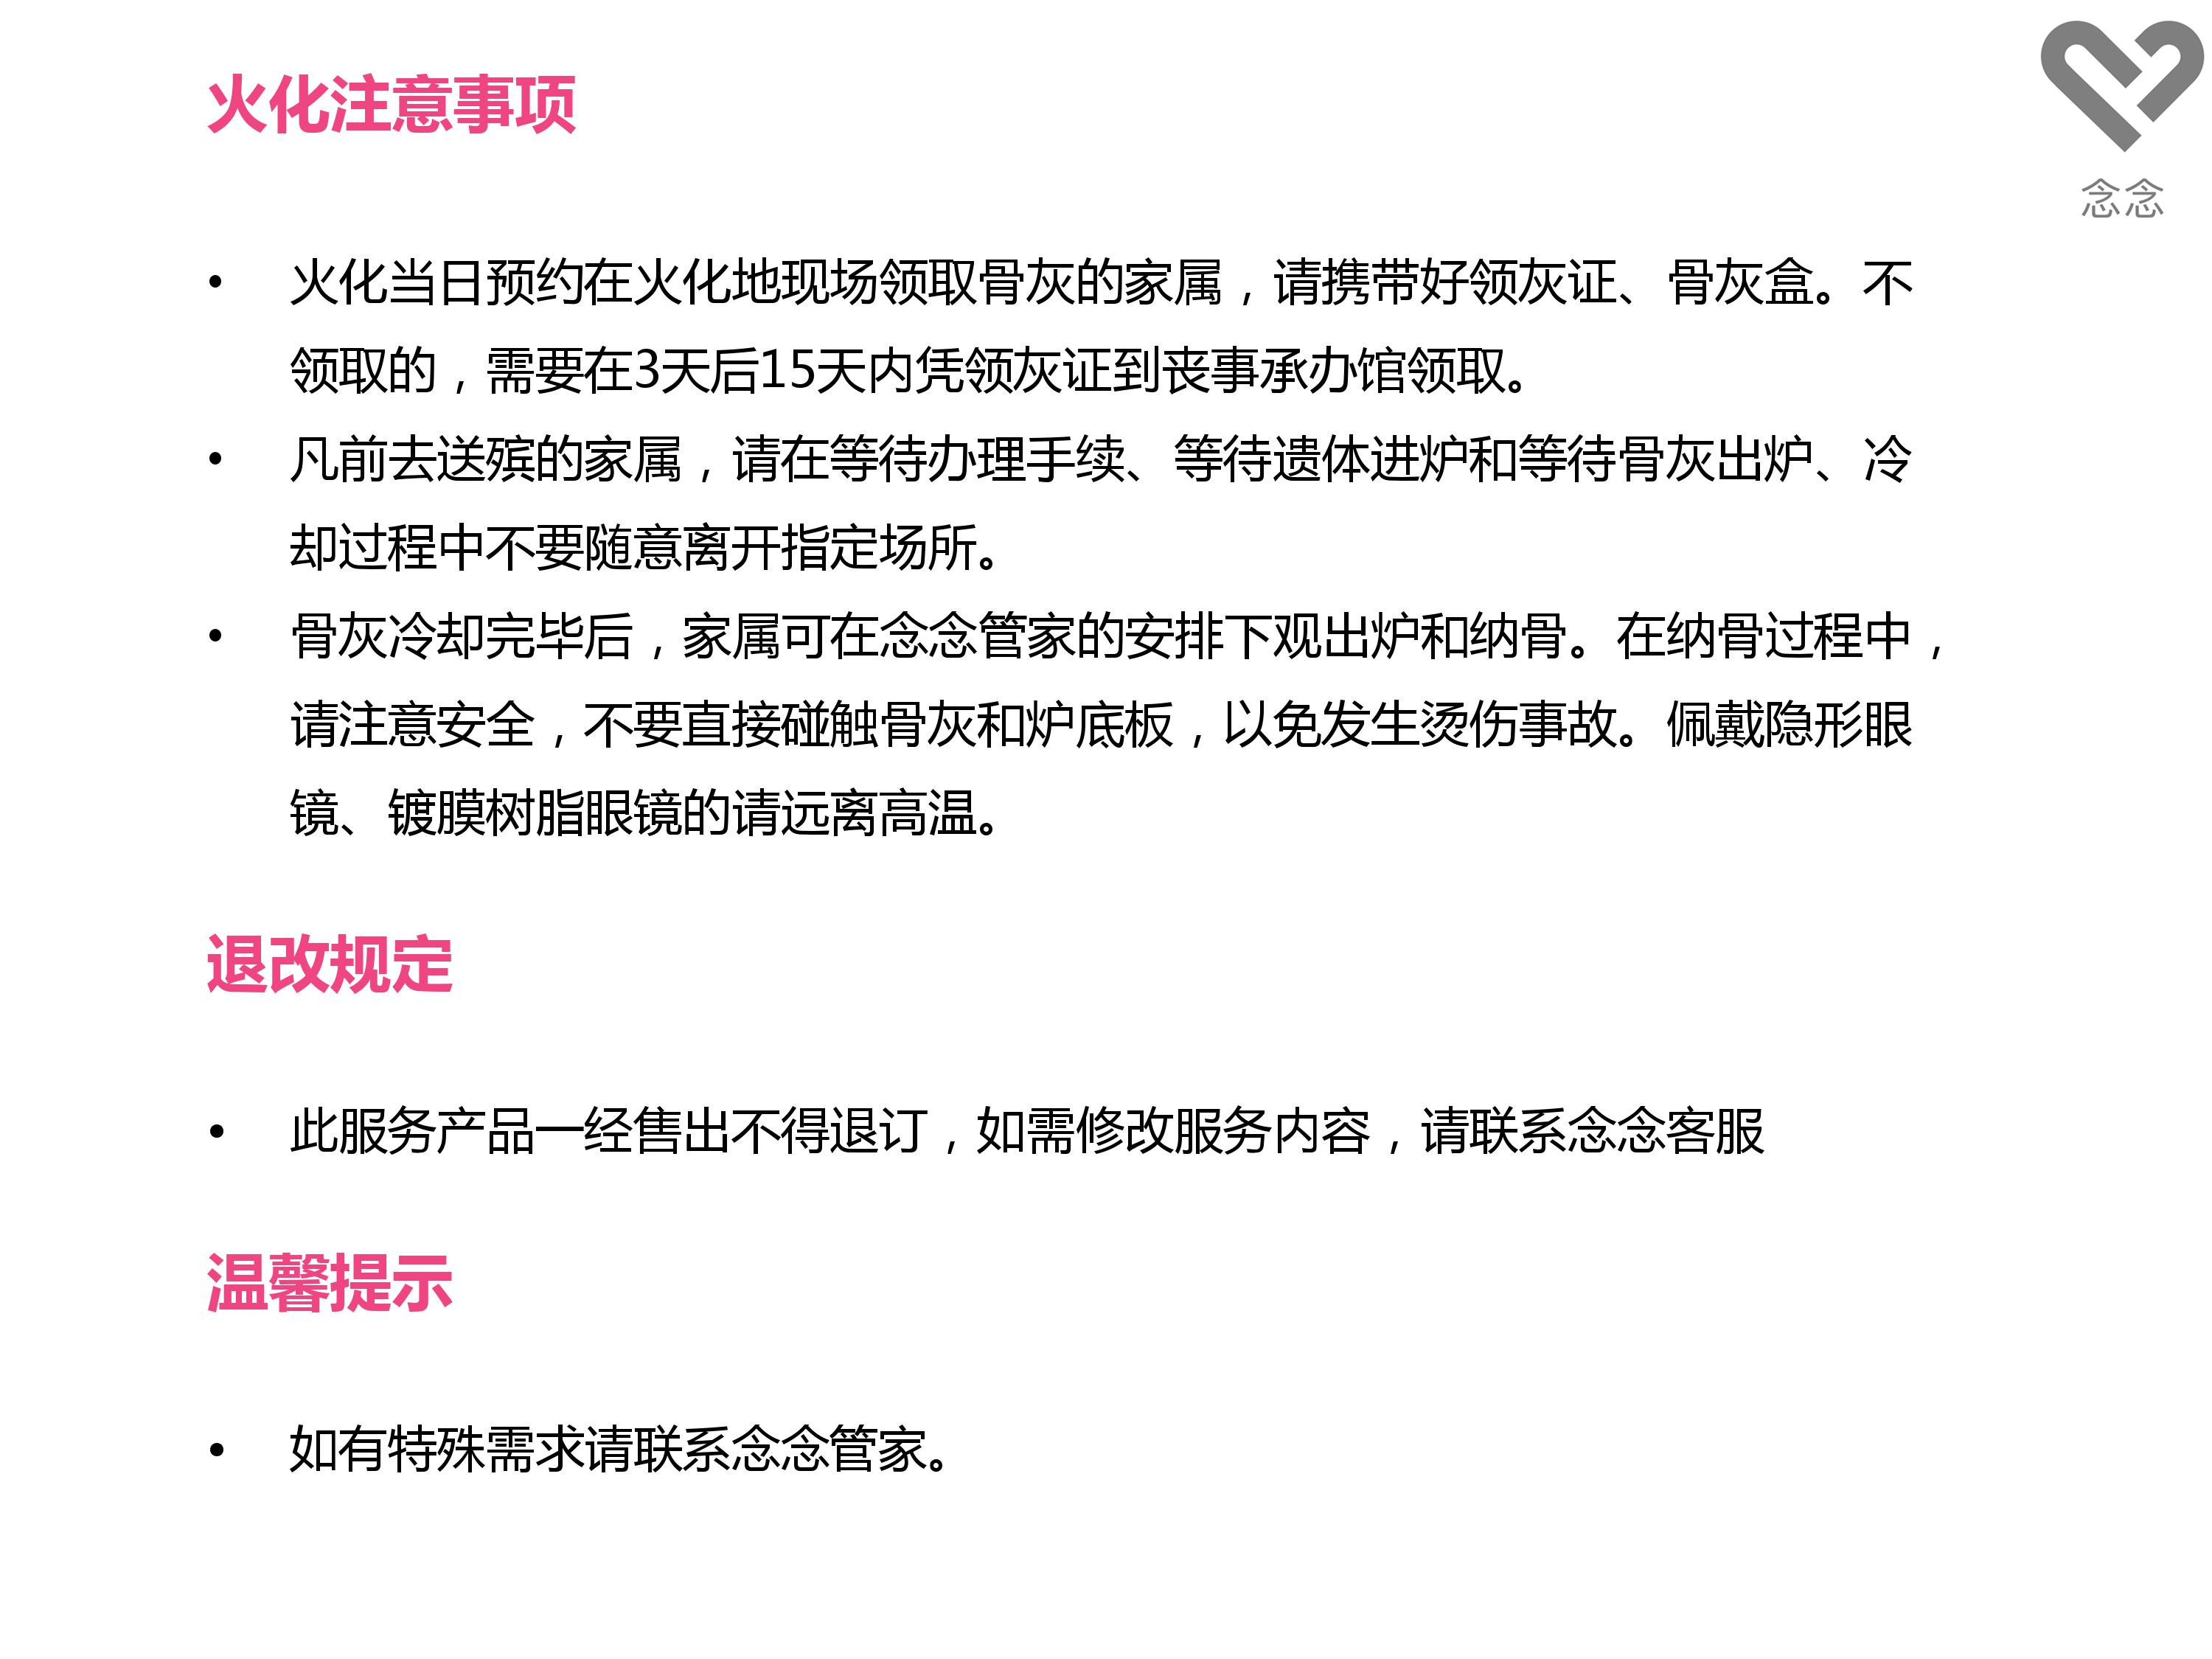 火化注意事项
念念
• 火化当日预约在火化地现场领取骨灰的家属，请携带好领灰证、骨灰盒。不
领取的，需要在3天后15天内凭领灰证到丧事承办馆领取。
• 凡前去送殡的家属，请在等待办理手续、等待遗体进炉和等待骨灰出炉、冷
却过程中不要随意离开指定场所。
• 骨灰冷却完毕后，家属可在念念管家的安排下观出炉和纳骨。在纳骨过程中，
请注意安全，不要直接碰触骨灰和炉底板，以免发生烫伤事故。佩戴隐形眼
镜、镀膜树脂眼镜的请远离高温。
退改规定
• 此服务产品一经售出不得退订，如需修改服务内容，请联系念念客服
温馨提示
• 如有特殊需求请联系念念管家。